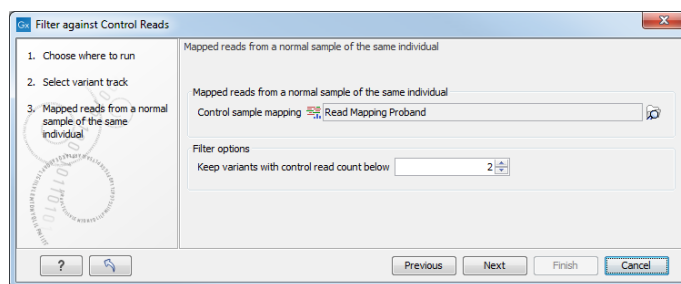 Gx Filter against Control Reads
1. Choose where to run
2. Select variant track
3. Mapped reads from a normal
sample of the same
individual
Mapped reads from a normal sample of the same individual
Mapped reads from a normal sample of the same individual
Control sample mapping Read Mapping Proband
Filter options
Keep variants with control read count below 2
? Previous Next Finish Cancel